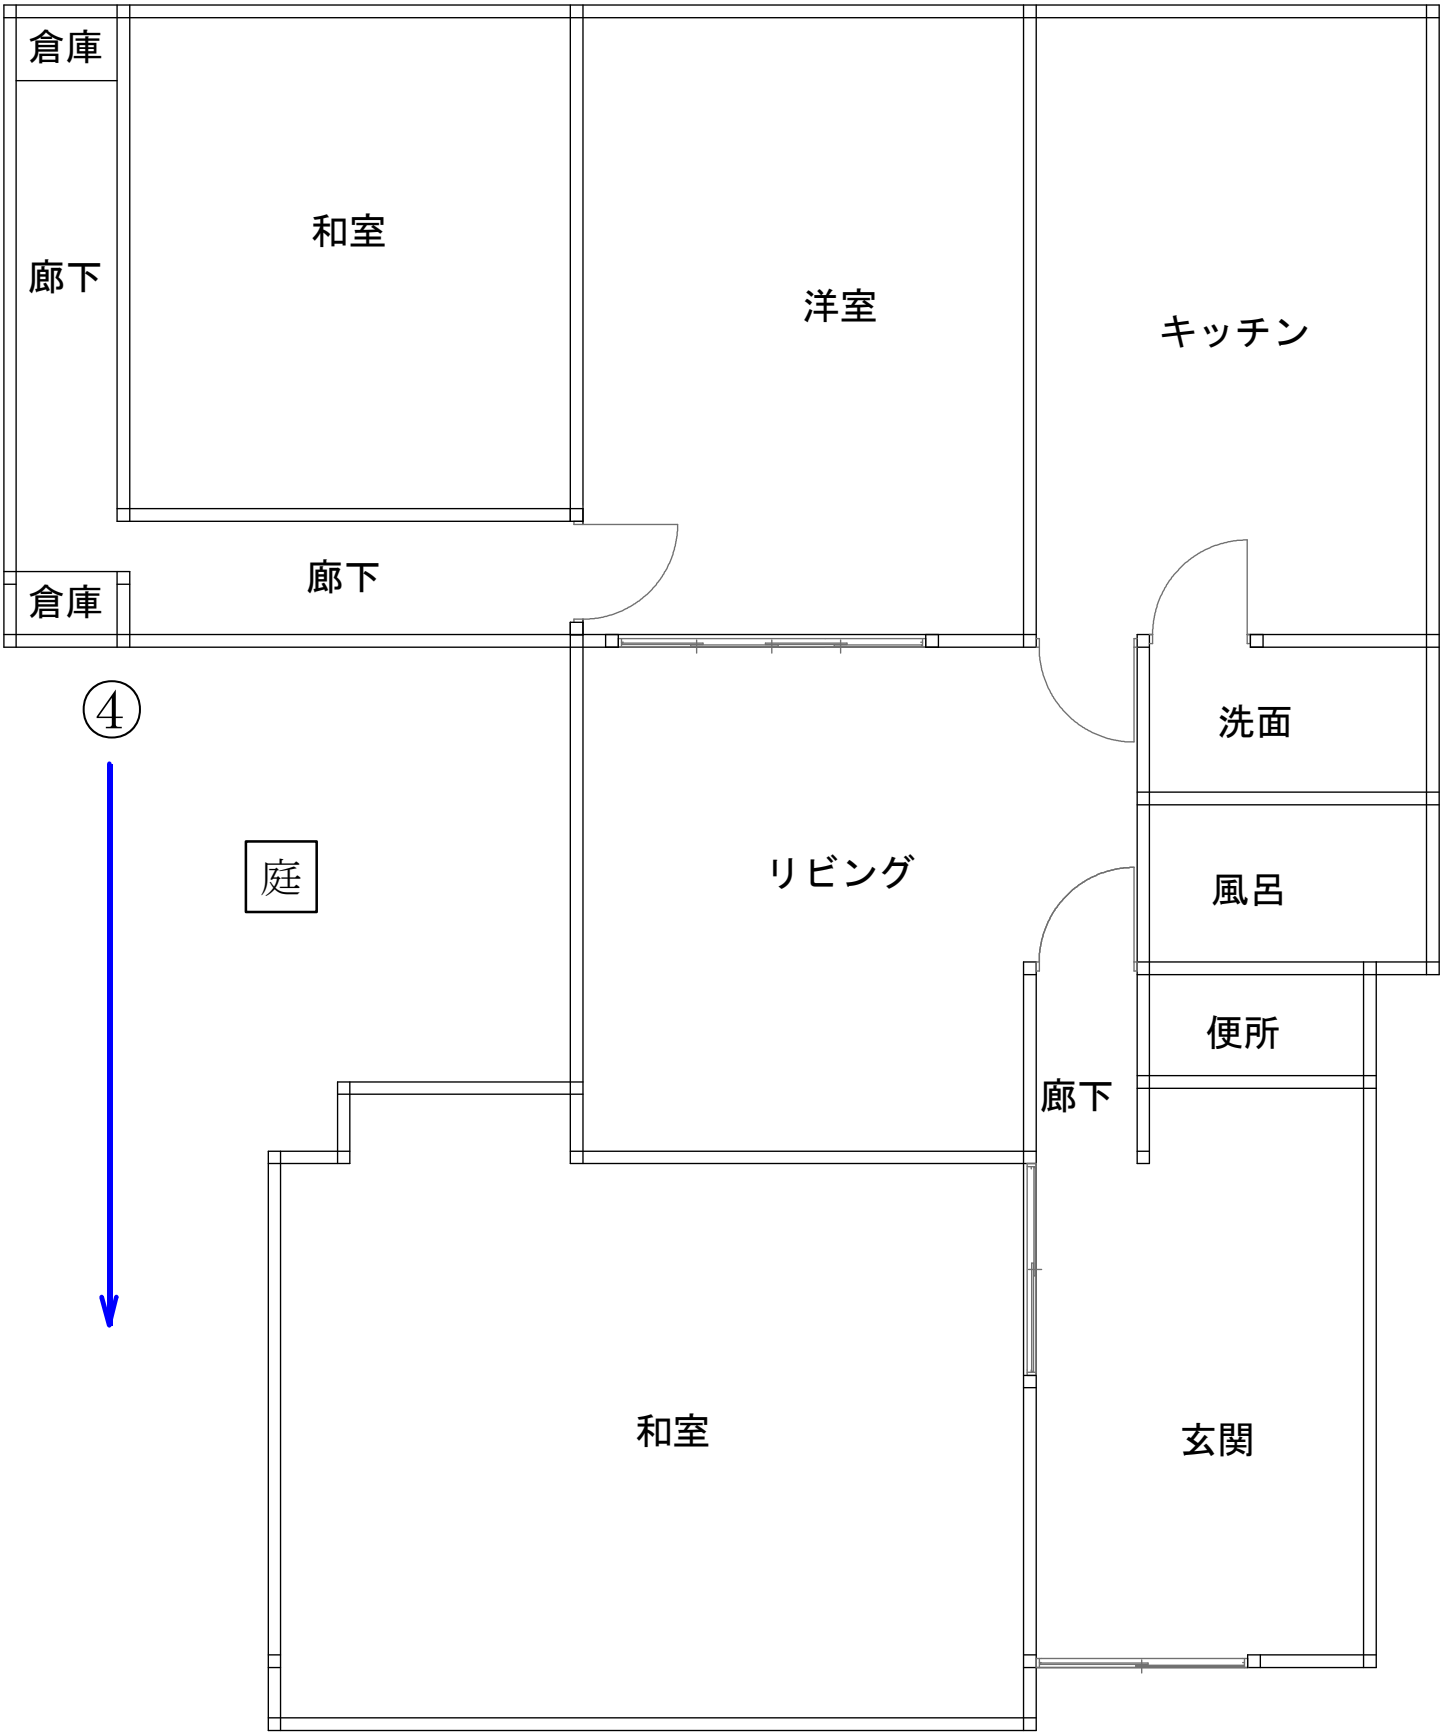 倉庫
和室
廊下
洋室
キッチン
廊下
倉庫
④
洗面
庭
リビング
風呂
便所
廊下
和室
玄関